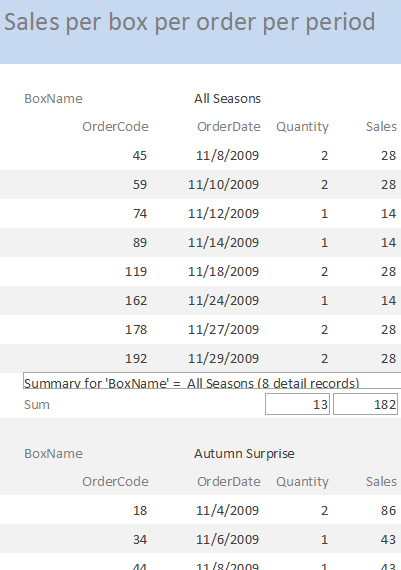 Sales per box per order per period
BoxName All Seasons
OrderCode OrderDate Quantity Sales
45 11/8/2009 2 28
59 11/10/2009 2 28
74 11/12/2009 1 14
89 11/14/2009 1 14
119 11/18/2009 2 28
162 11/24/2009 1 14
178 11/27/2009 2 28
192 11/29/2009 2 28
Summary for 'BoxName' = All Seasons (8 detail records)
Sum 13 182
BoxName Autumn Surprise
OrderCode OrderDate Quantity Sales
18 11/4/2009 2 86
34 11/6/2009 1 43
44 11/8/2009 1 43